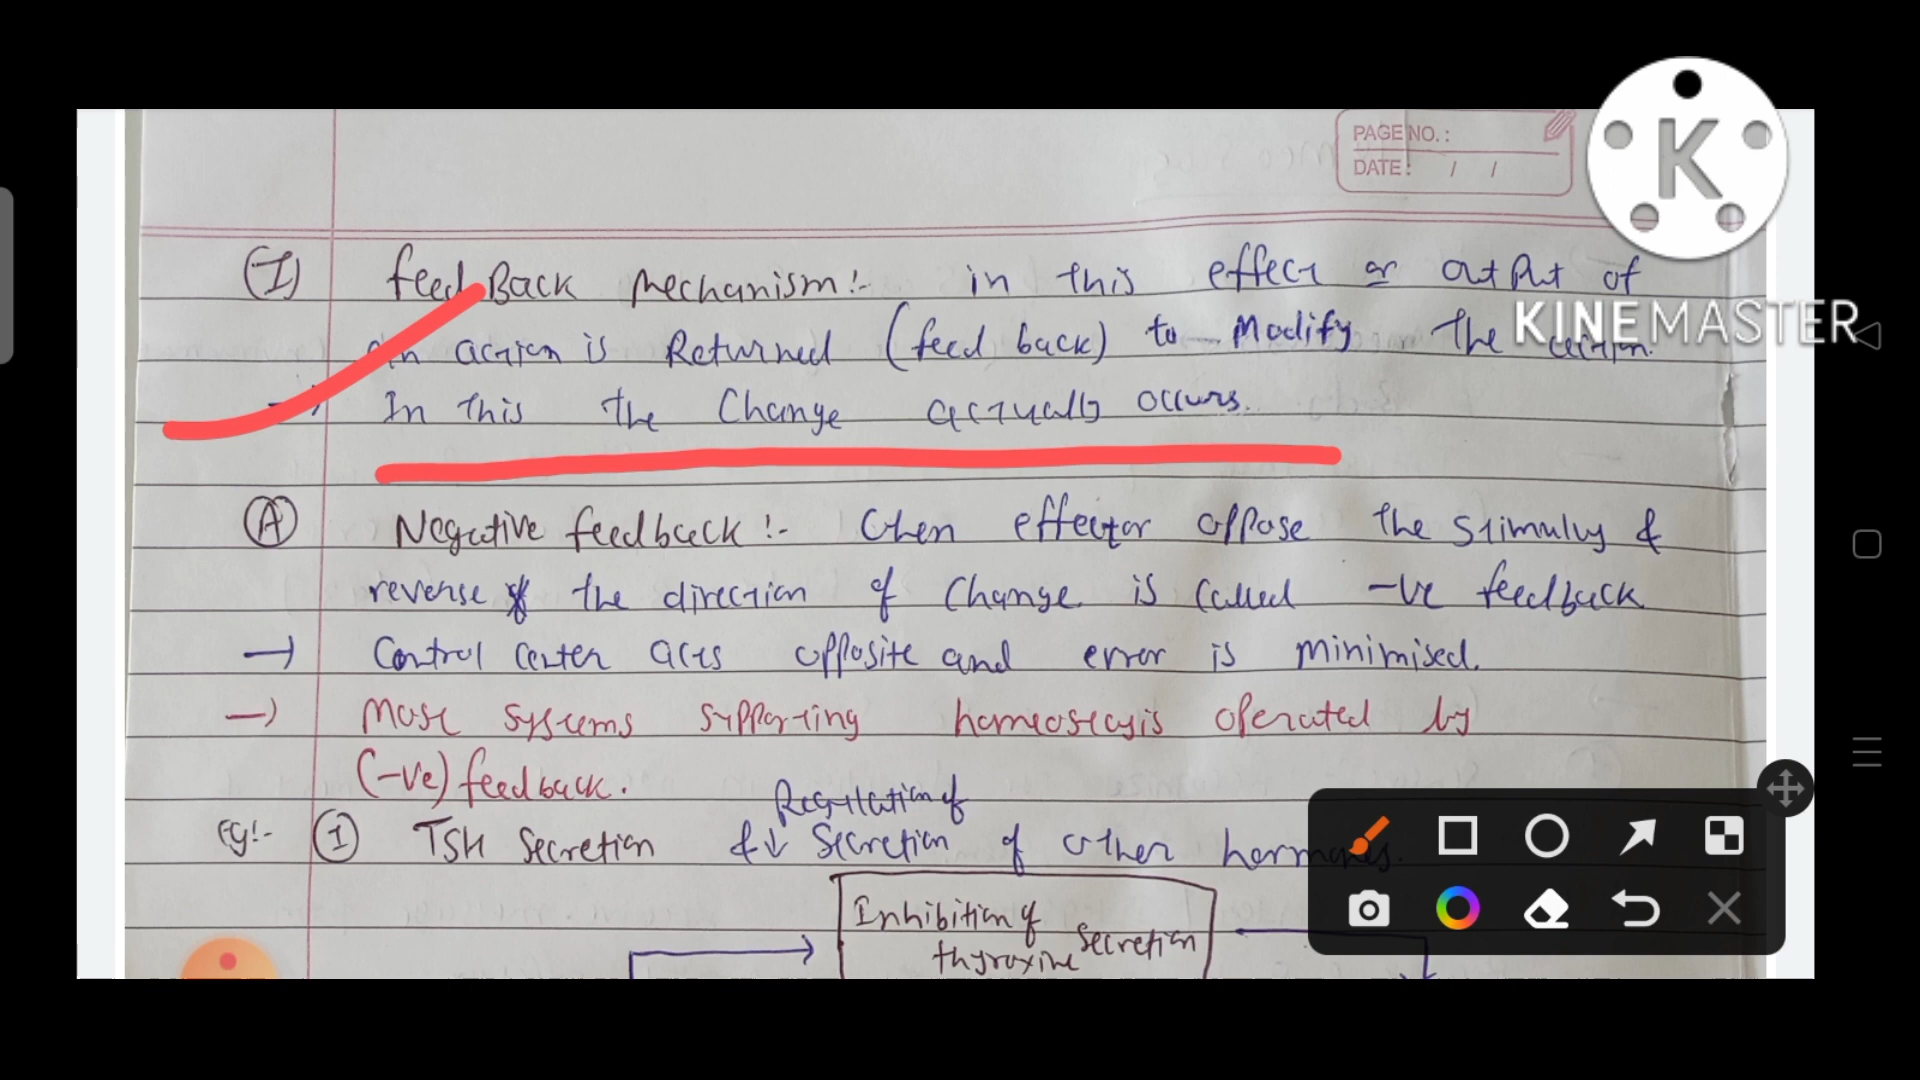 PAGE NO.:
DATE: / /
K
KINEMASTER
(I) feedBack Mechanism:- in this effect or output of
an action is Returned (feed back) to Modify the action.
→ In this the Change actually occurs.
(A) Negative feedback:- When effector oppose the Stimulus &
reverse of the direction of Change is Called -ve feedback
→ Control Center acts opposite and error is minimised.
→ Most Systems supporting homeostasis operated by
(-ve) feedback.
Regulation of
Eg:- (1) TSH Secretion &↓ Secretion of other hormones.
Inhibition of
thyroxine Secretion